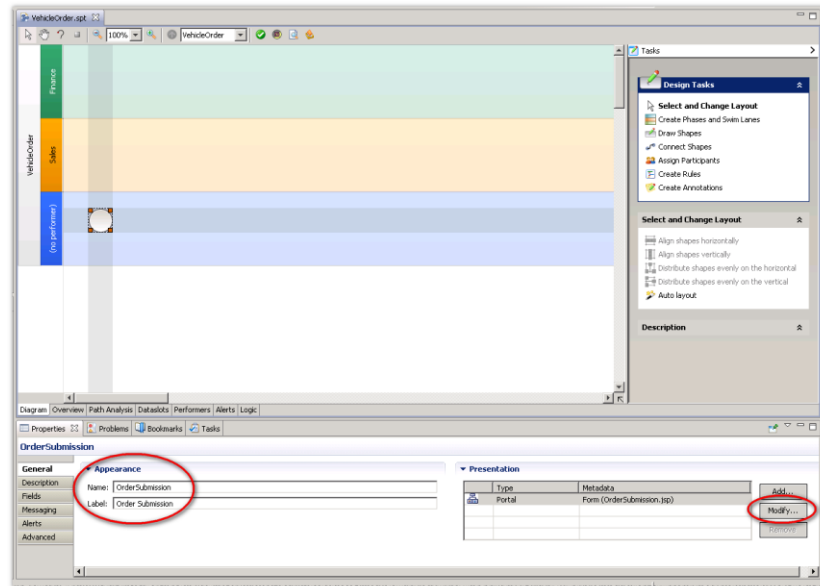 VehicleOrder.spt
100%
VehicleOrder
Finance
Sales
(no performer)
VehicleOrder
Tasks
Design Tasks
Select and Change Layout
Create Phases and Swim Lanes
Draw Shapes
Connect Shapes
Assign Participants
Create Rules
Create Annotations
Select and Change Layout
Align shapes horizontally
Align shapes vertically
Distribute shapes evenly on the horizontal
Distribute shapes evenly on the vertical
Auto layout
Description
Diagram Overview Path Analysis Dataslots Performers Alerts Logic
Properties Problems Bookmarks Tasks
OrderSubmission
General
Description
Fields
Messaging
Alerts
Advanced
Appearance
Name: OrderSubmission
Label: Order Submission
Presentation
Type Metadata
Portal Form (OrderSubmission.jsp)
Add...
Modify...
Remove